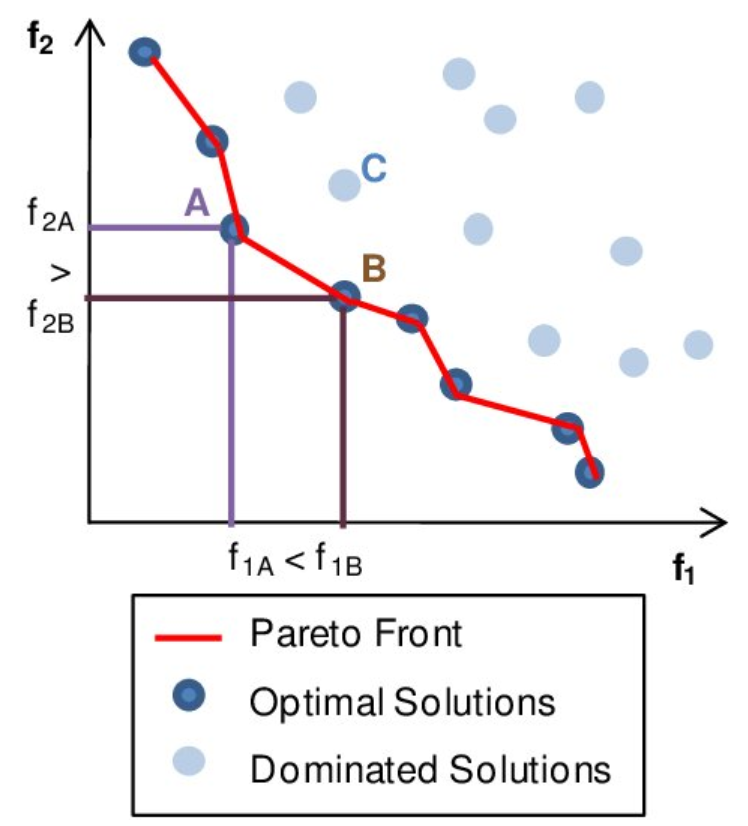 f2
C
A
f2A
>
B
f2B
f1A < f1B
f1
Pareto Front
Optimal Solutions
Dominated Solutions